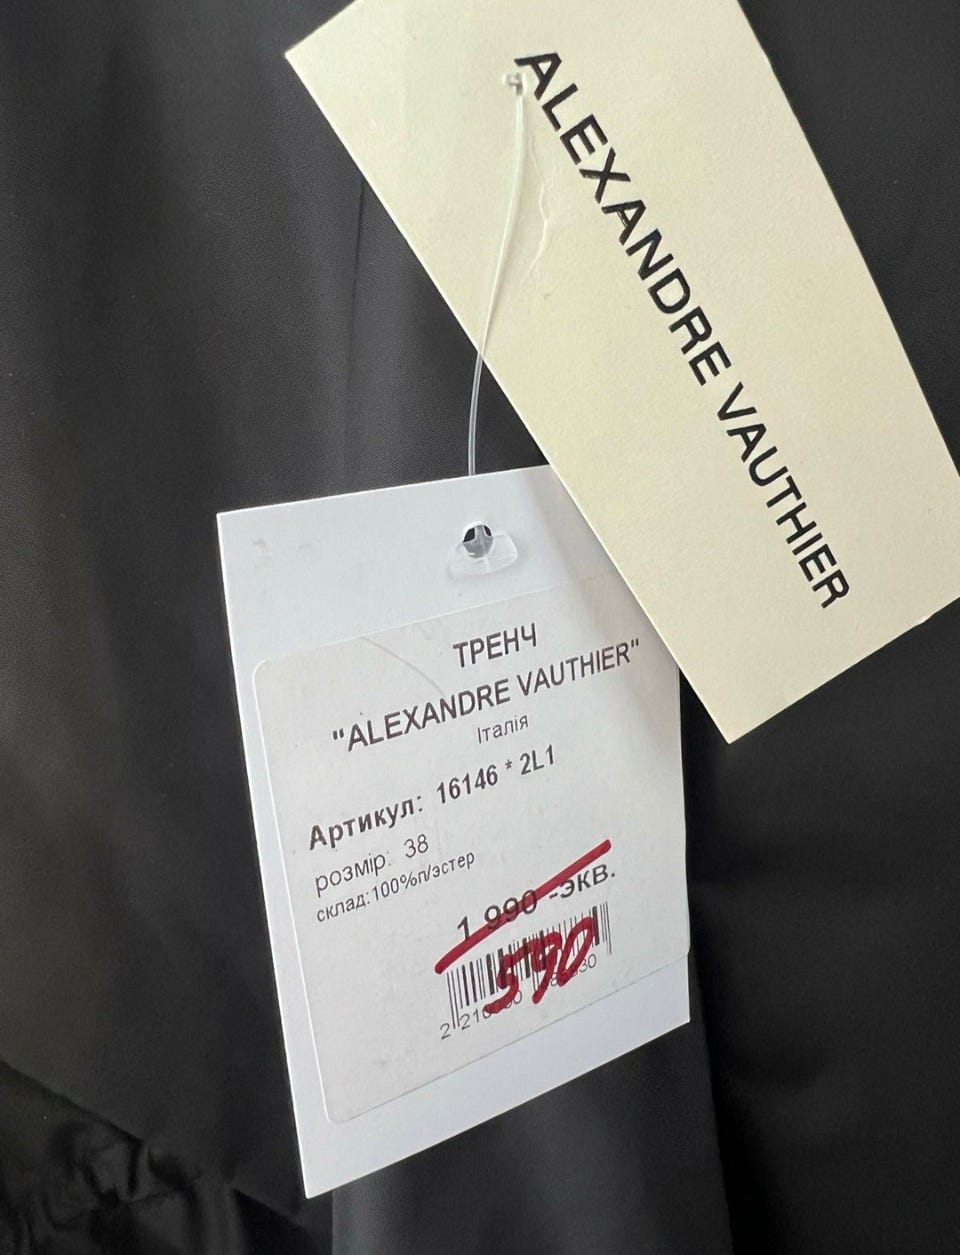 ALEXANDRE VAUTHIER
ТРЕНЧ
"ALEXANDRE VAUTHIER"
Італія
Артикул: 16146 * 2L1
розмір: 38
склад:100%п/эстер
1 990 -ЭКВ.
590